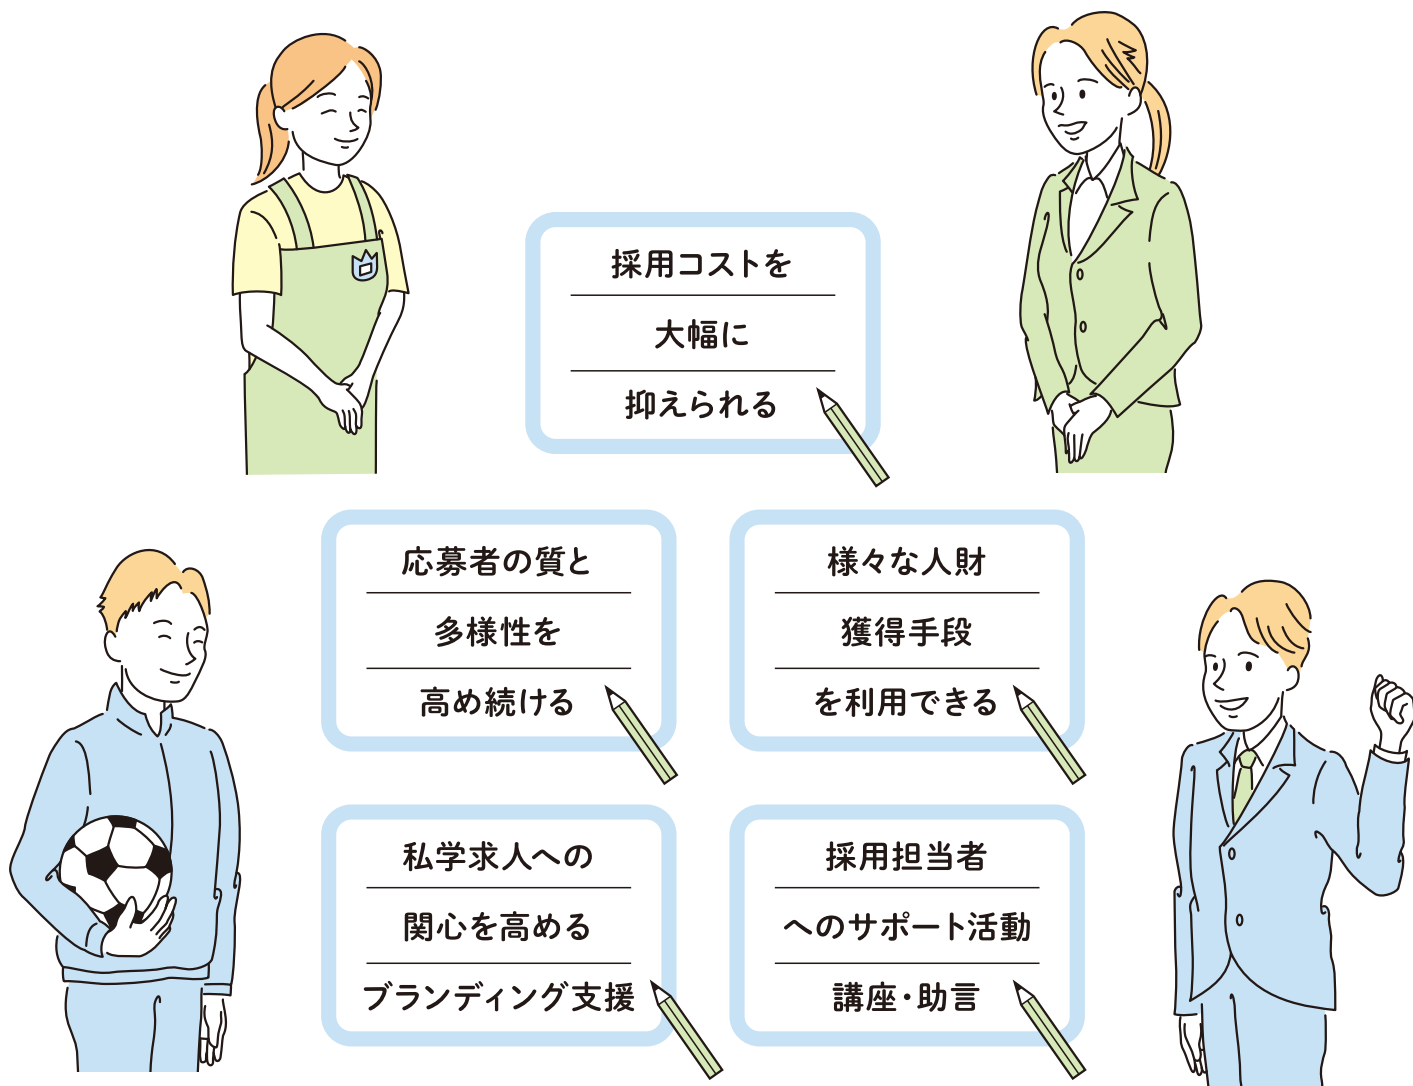 採用コストを
大幅に
抑えられる
応募者の質と
多様性を
高め続ける
様々な人財
獲得手段
を利用できる
私学求人への
関心を高める
ブランディング支援
採用担当者
へのサポート活動
講座・助言